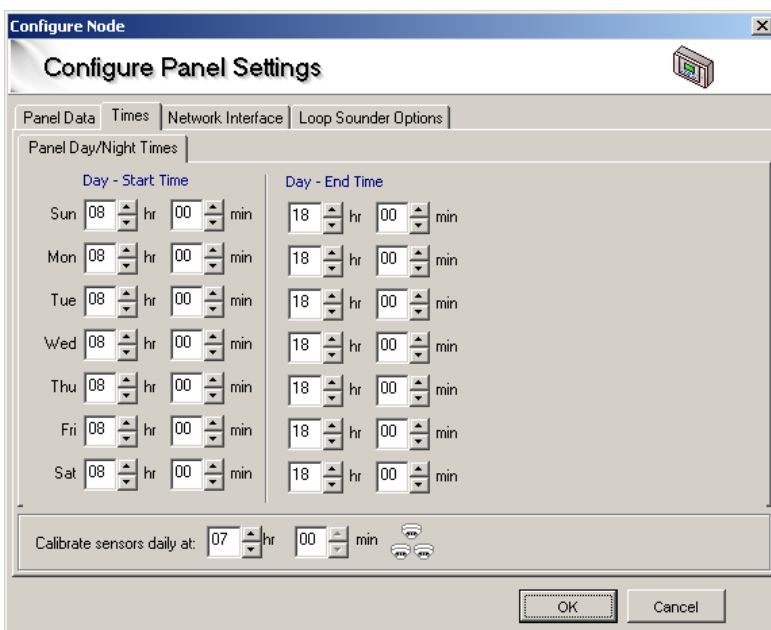 Configure Node
Configure Panel Settings
Panel Data Times Network Interface Loop Sounder Options
Panel Day/Night Times
Day - Start Time Day - End Time
Sun 08 hr 00 min 18 hr 00 min
Mon 08 hr 00 min 18 hr 00 min
Tue 08 hr 00 min 18 hr 00 min
Wed 08 hr 00 min 18 hr 00 min
Thu 08 hr 00 min 18 hr 00 min
Fri 08 hr 00 min 18 hr 00 min
Sat 08 hr 00 min 18 hr 00 min
Calibrate sensors daily at: 07 hr 00 min
OK Cancel